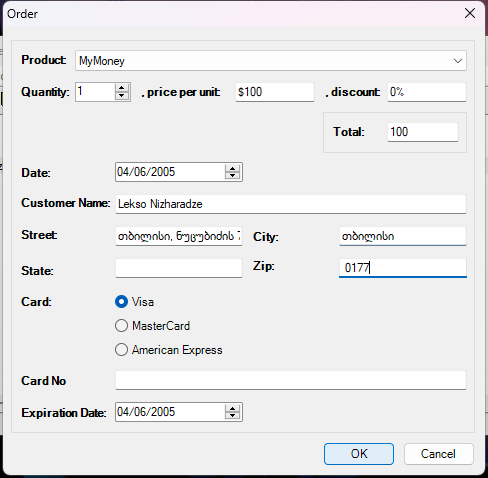 Order
Product: MyMoney
Quantity: 1 , price per unit: $100 , discount: 0%
Total: 100
Date: 04/06/2005
Customer Name: Lekso Nizharadze
Street: თბილისი, ნუცუბიძის City: თბილისი
State: Zip: 0177
Card: Visa
MasterCard
American Express
Card No
Expiration Date: 04/06/2005
OK Cancel